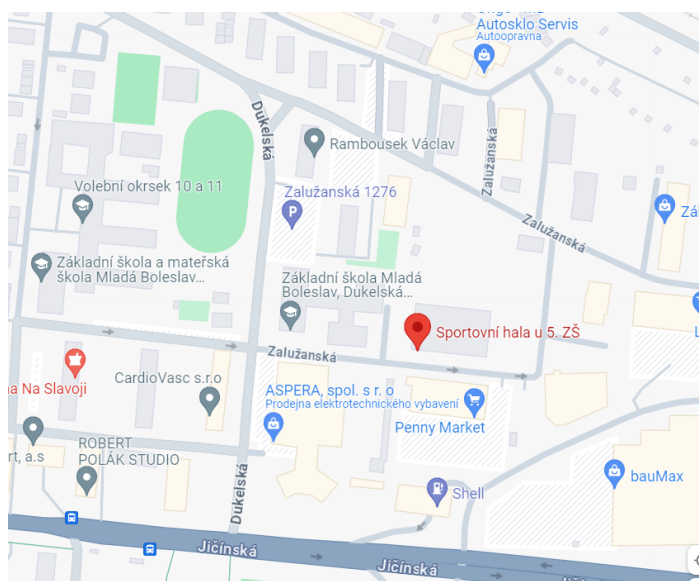 Autosklo Servis
Autoopravna
Dukelská
Rambousek Václav
Zalužanská
Volební okrsek 10 a 11
Zalužanská 1276
P
Zalužanská
Základní škola a mateřská
škola Mladá Boleslav...
Základní škola Mladá
Boleslav, Dukelská...
Sportovní hala u 5. ZŠ
Zalužanská
Na Slavoji
CardioVasc s.r.o
ASPERA, spol. s r. o
Prodejna elektrotechnického vybavení
Penny Market
ROBERT
POLÁK STUDIO
a.s
Dukelská
Shell
bauMax
Jičínská
Jičínská